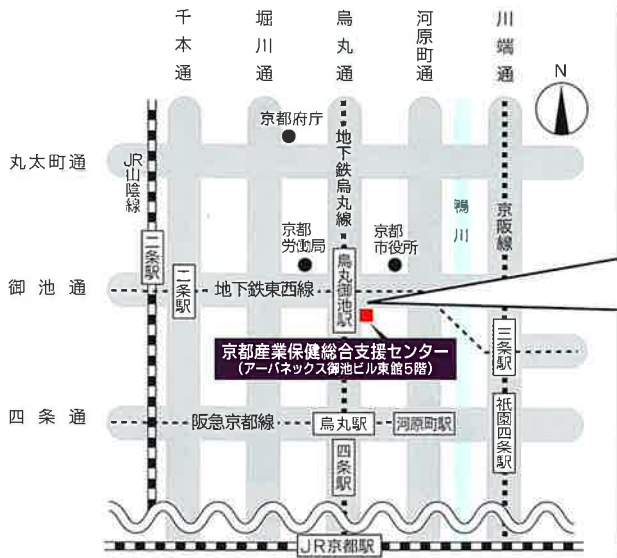 千本通
堀川通
烏丸通
河原町通
川端通
N
京都府庁
丸太町通
JR山陰線
地下鉄烏丸線
鴨川
京阪線
京都
労働局
京都
市役所
二条駅
二条駅
御池通
地下鉄東西線
烏丸御池駅
三条駅
京都産業保健総合支援センター
(アーバネックス御池ビル東館5階)
四条通
阪急京都線
烏丸駅
河原町駅
祇園四条駅
四条駅
JR京都駅